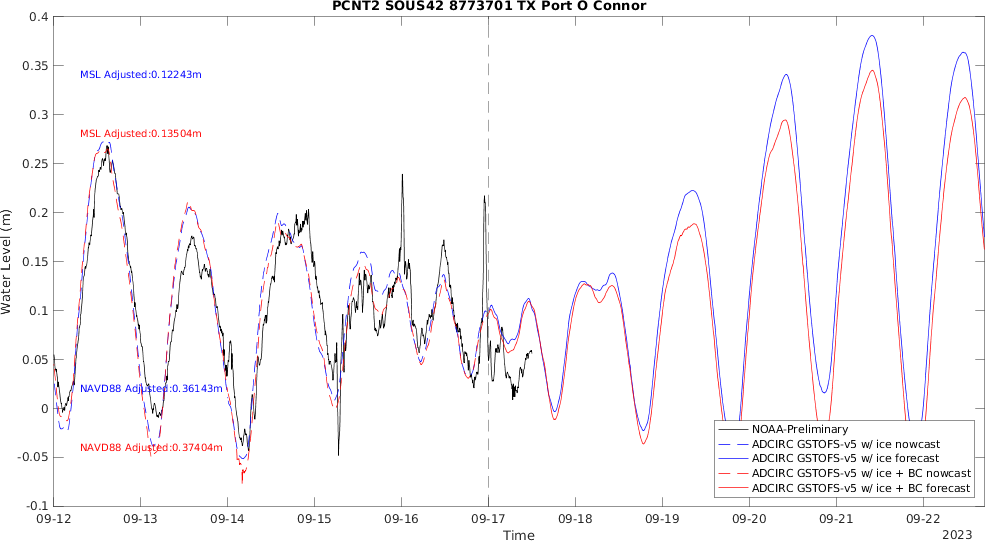 PCNT2 SOUS42 8773701 TX Port O Connor
0.4
0.35
0.3
0.25
0.2
0.15
0.1
0.05
0
-0.05
-0.1
Water Level (m)
MSL Adjusted:0.12243m
MSL Adjusted:0.13504m
NAVD88 Adjusted:0.36143m
NAVD88 Adjusted:0.37404m
NOAA-Preliminary
ADCIRC GSTOFS-v5 w/ ice nowcast
ADCIRC GSTOFS-v5 w/ ice forecast
ADCIRC GSTOFS-v5 w/ ice + BC nowcast
ADCIRC GSTOFS-v5 w/ ice + BC forecast
09-12 09-13 09-14 09-15 09-16 09-17 09-18 09-19 09-20 09-21 09-22
Time
2023